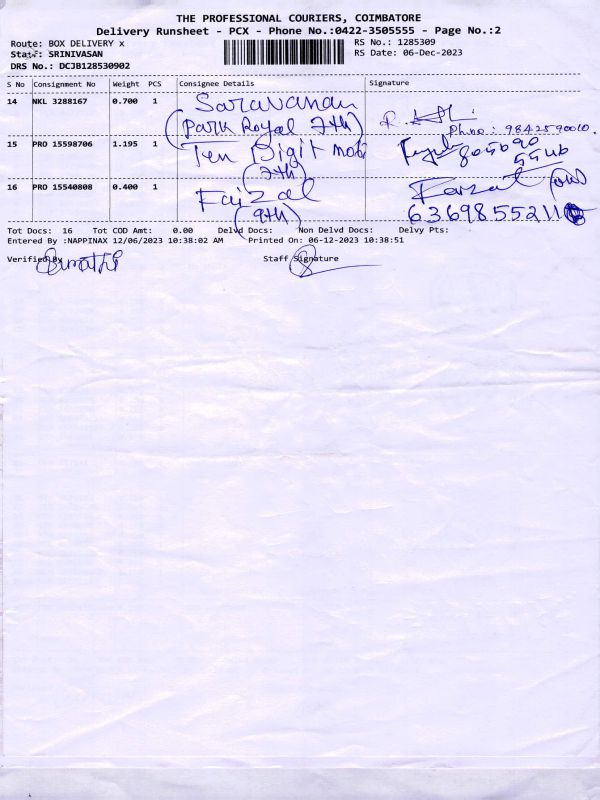 THE PROFESSIONAL COURIERS, COIMBATORE
Delivery Runsheet - PCX - Phone No.:0422-3505555 - Page No.:2
Route: BOX DELIVERY x
Staff: SRINIVASAN
DRS No.: DCJB128530902
RS No.: 1285309
RS Date: 06-Dec-2023
S No Consignment No Weight PCS Consignee Details Signature
14 NKL 3288167 0.700 1 Saravanan
(Park Royal 7th) Ph.no: 9842590010.
15 PRO 15598706 1.195 1 Ten Digit
(7th)
16 PRO 15540808 0.400 1 Faizal Faizal
(9th) 6369855211
Tot Docs: 16 Tot COD Amt: 0.00 Delvd Docs: Non Delvd Docs: Delvy Pts:
Entered By :NAPPINAX 12/06/2023 10:38:02 AM Printed On: 06-12-2023 10:38:51
Verified By Staff Signature